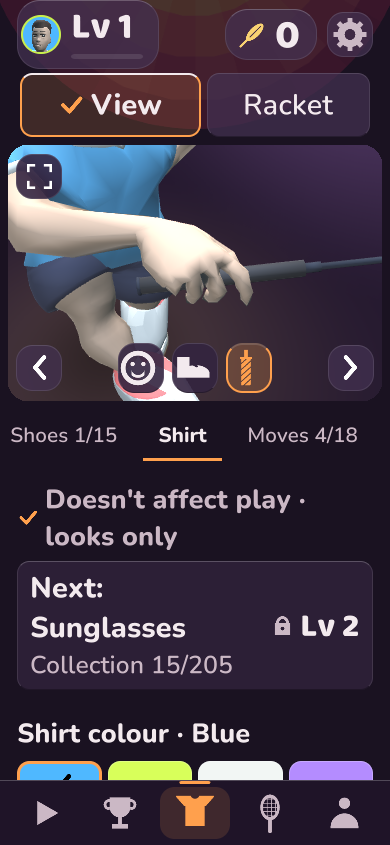 Lv 1
0
View
Racket
Shoes 1/15
Shirt
Moves 4/18
Doesn't affect play ·
looks only
Next:
Sunglasses
Lv 2
Collection 15/205
Shirt colour · Blue